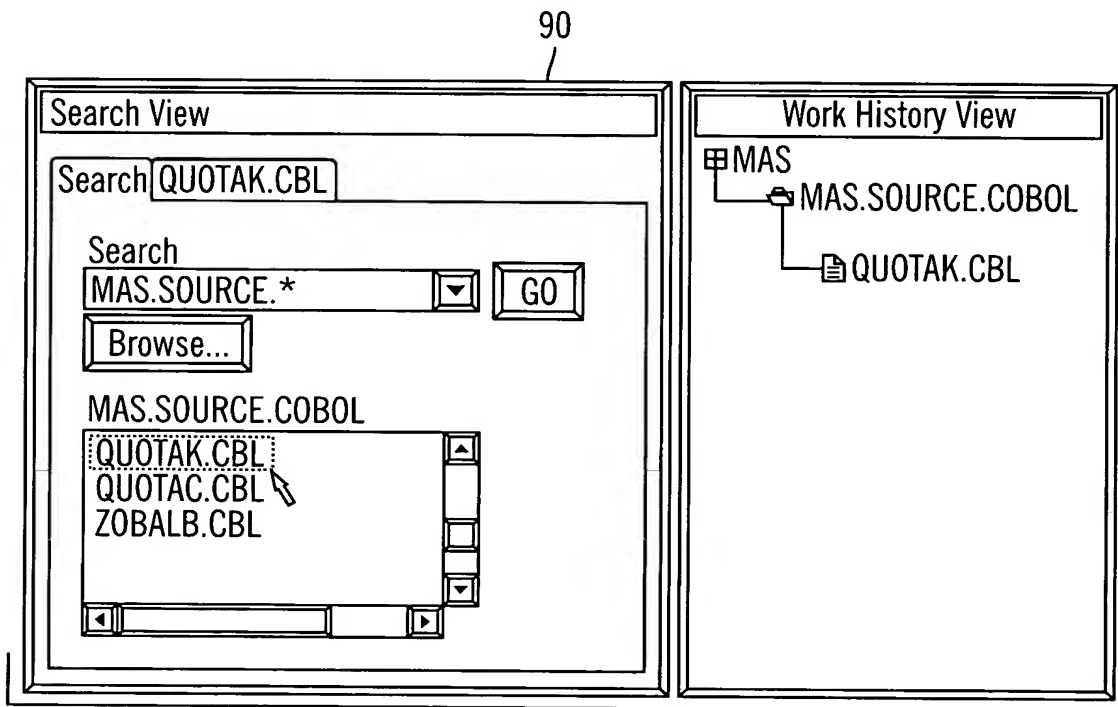 90
Search View
Search QUOTAK.CBL
Search
MAS.SOURCE.*
GO
Browse...
MAS.SOURCE.COBOL
QUOTAK.CBL
QUOTAC.CBL
ZOBALB.CBL
Work History View
MAS
MAS.SOURCE.COBOL
QUOTAK.CBL